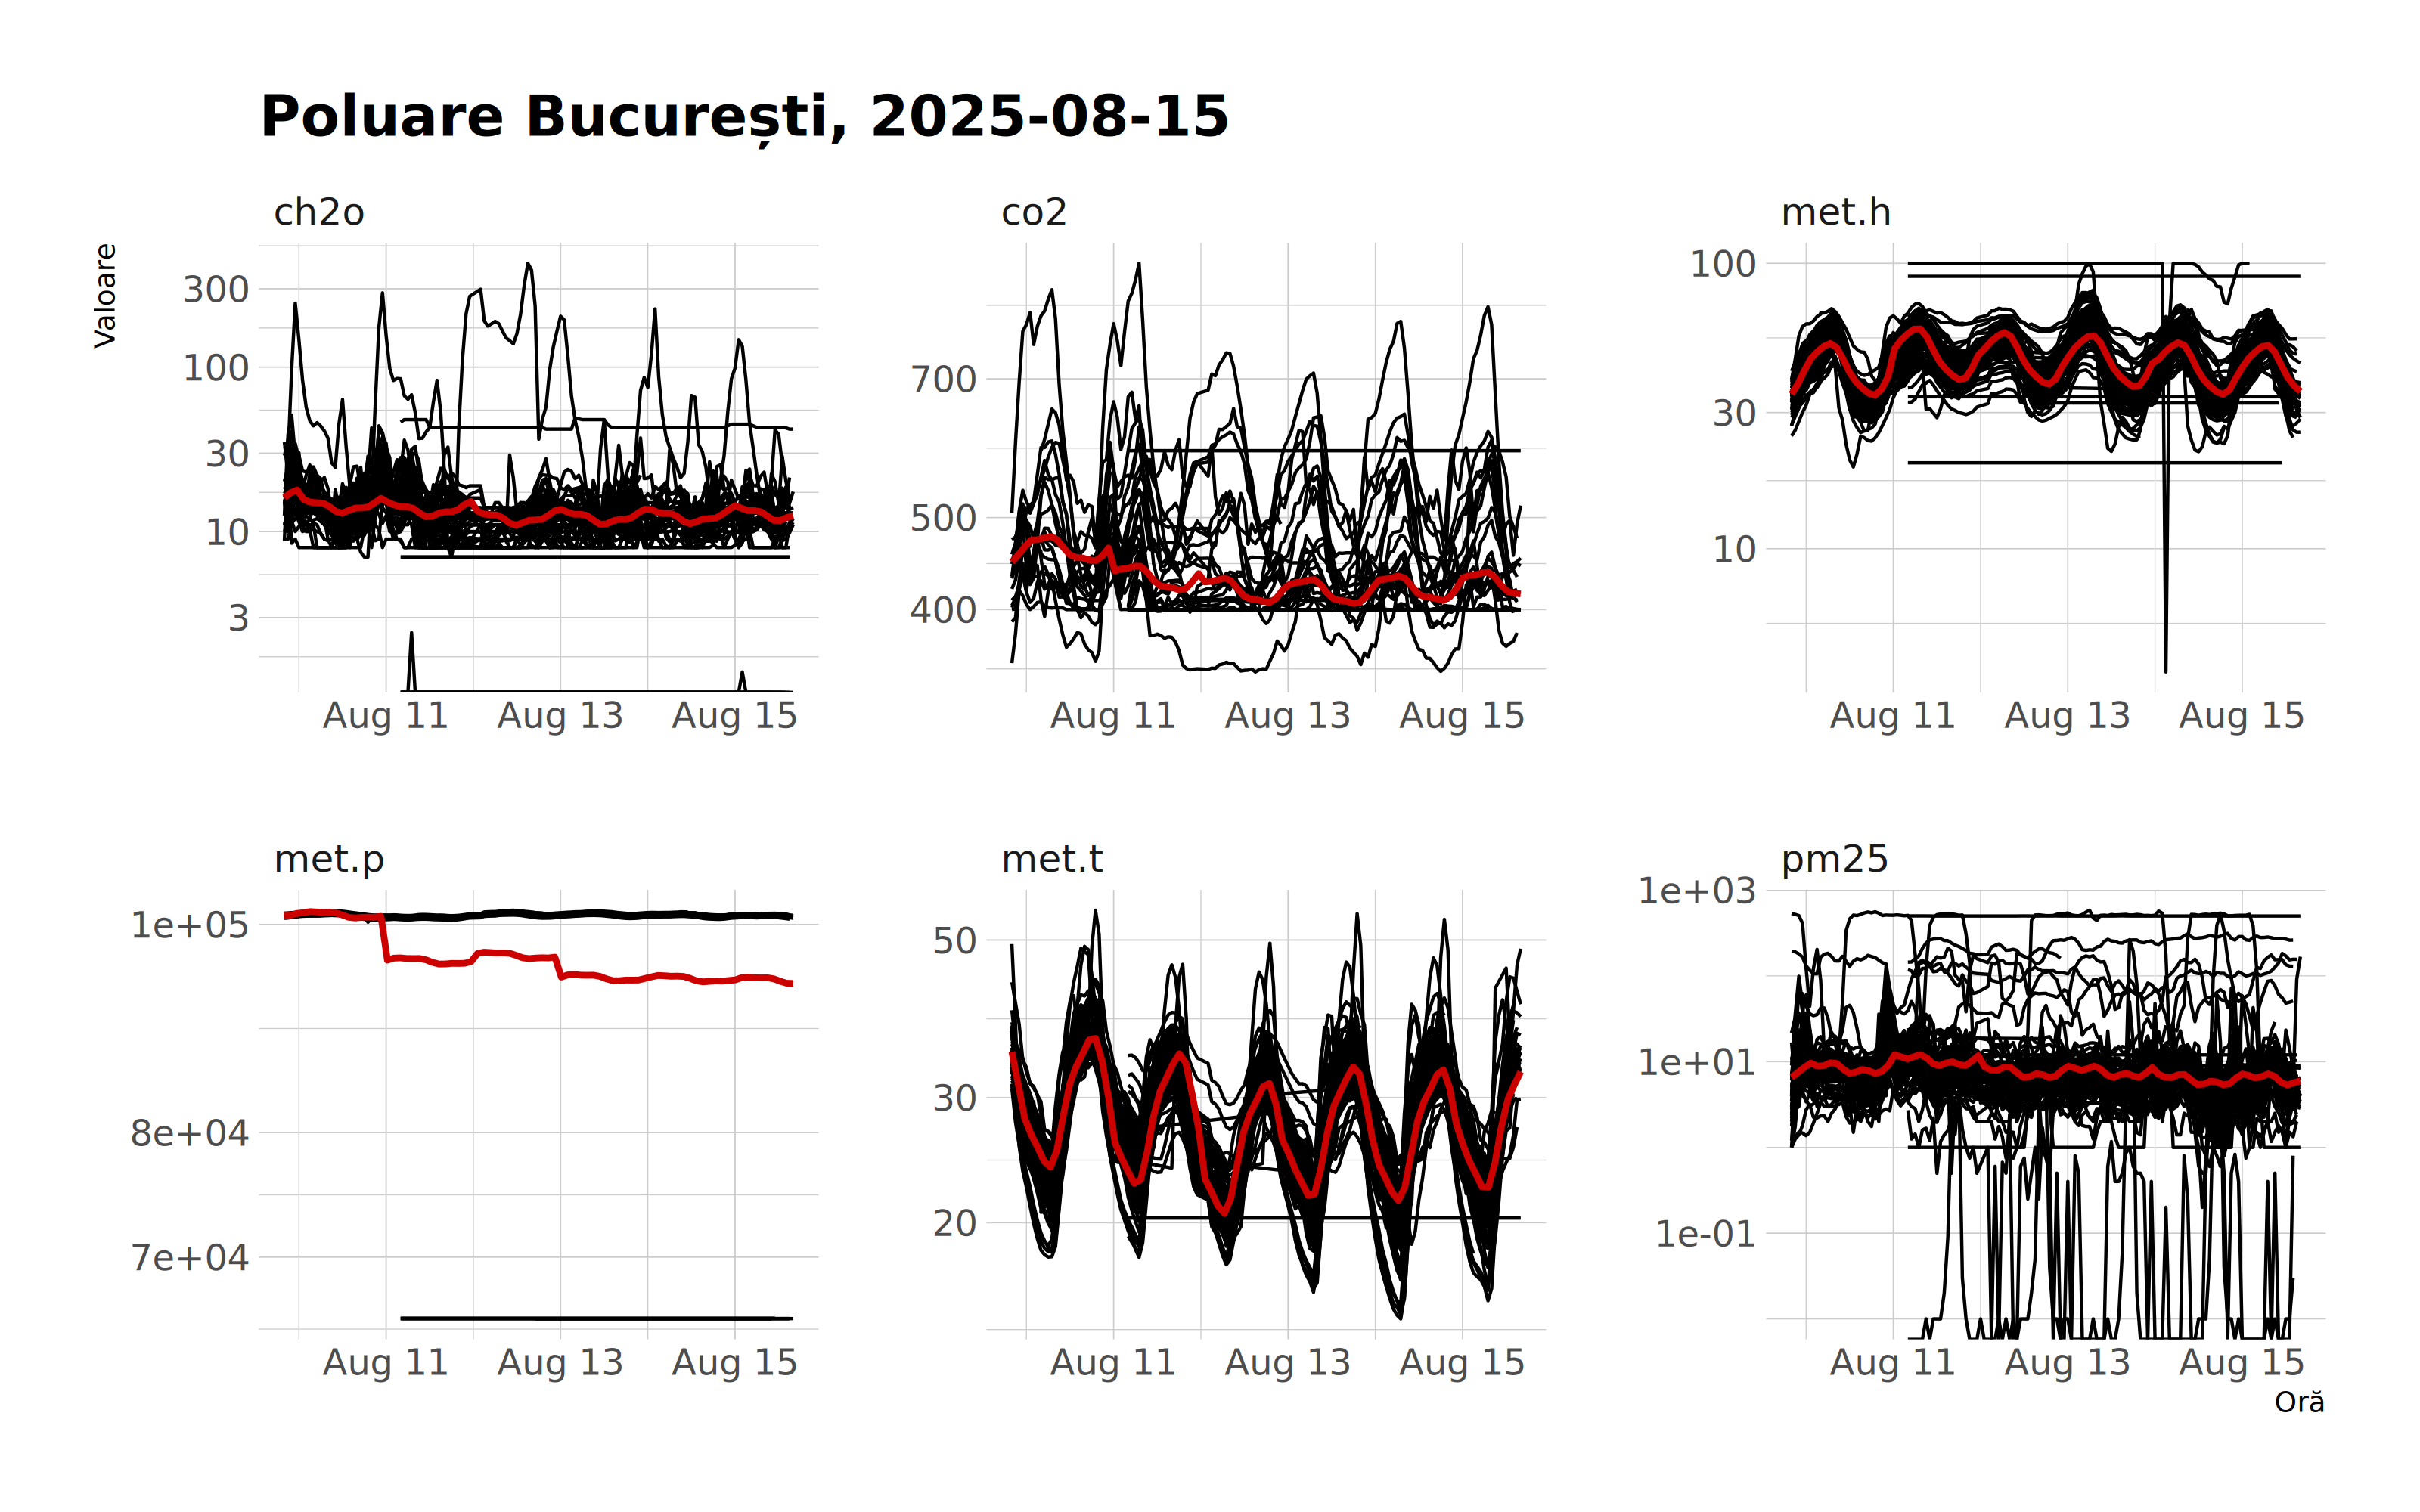 Poluare București, 2025-08-15
ch2o
co2
met.h
Valoare
300
100
30
10
3
700
500
400
100
30
10
Aug 11 Aug 13 Aug 15
Aug 11 Aug 13 Aug 15
Aug 11 Aug 13 Aug 15
met.p
met.t
pm25
1e+05
8e+04
7e+04
50
30
20
1e+03
1e+01
1e-01
Aug 11 Aug 13 Aug 15
Aug 11 Aug 13 Aug 15
Aug 11 Aug 13 Aug 15
Oră